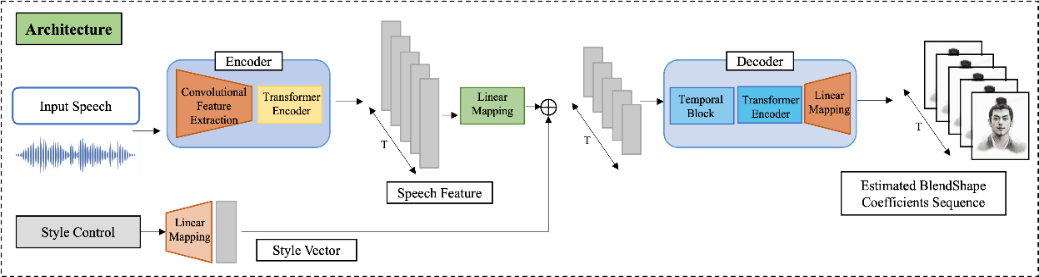 Architecture
Input Speech
Encoder
Convolutional
Feature
Extraction
Transformer
Encoder
T
Speech Feature
Linear
Mapping
T
Decoder
Temporal
Block
Transformer
Encoder
Linear
Mapping
T
Estimated BlendShape
Coefficients Sequence
Style Control
Linear
Mapping
Style Vector